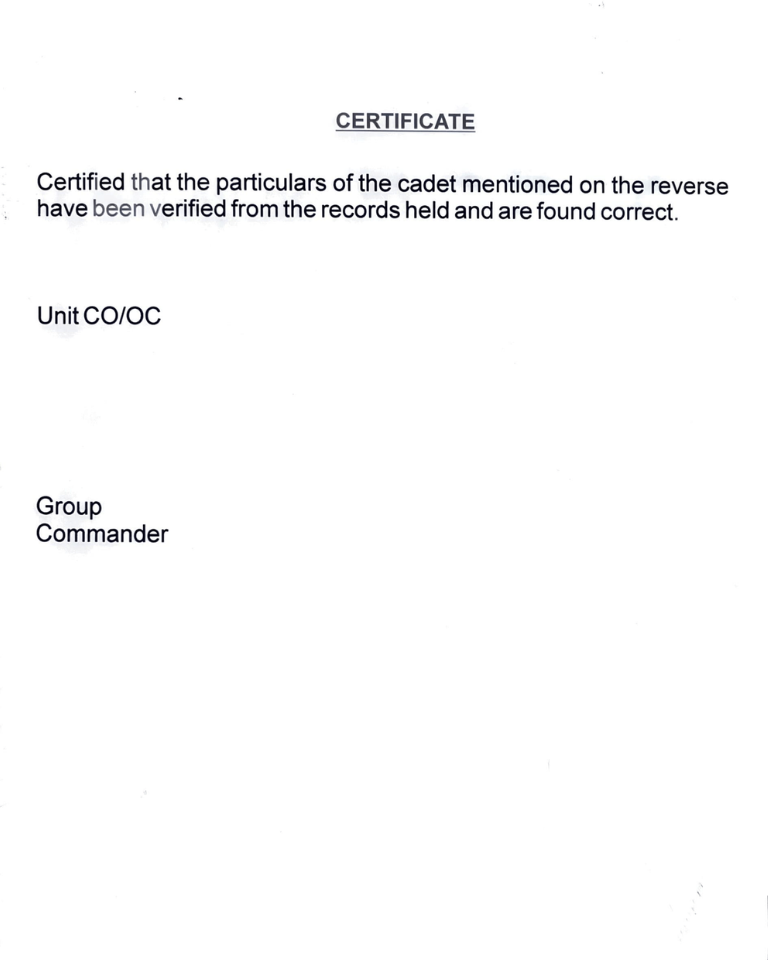 CERTIFICATE
Certified that the particulars of the cadet mentioned on the reverse
have been verified from the records held and are found correct.
Unit CO/OC
Group
Commander